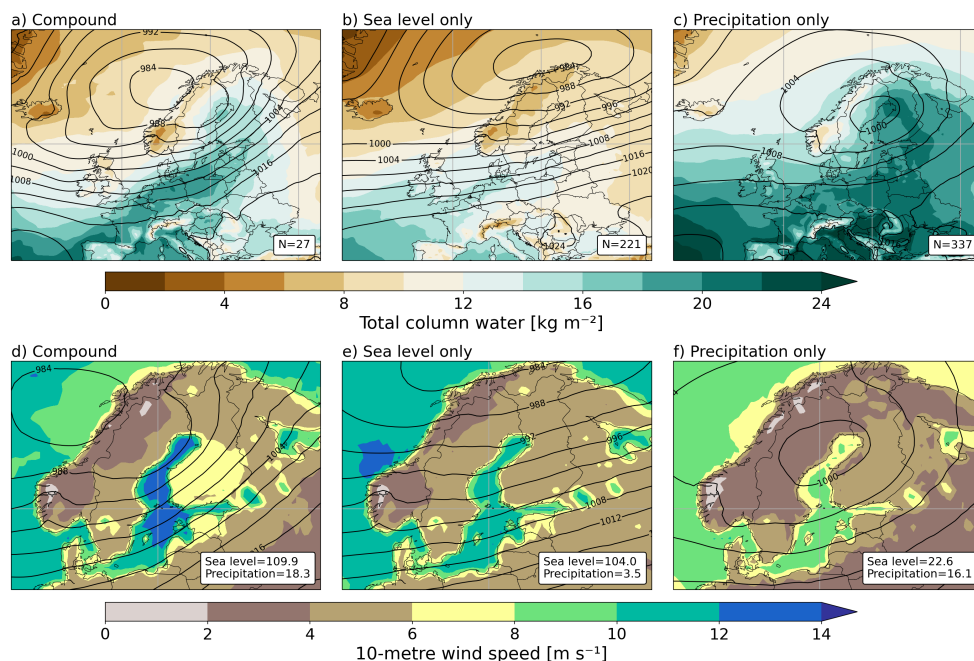 a) Compound
b) Sea level only
c) Precipitation only
992
984
988
1000
1008
1004
1016
N=27
984
988
992
996
1000
1004
1008
1016
1020
1024
N=221
1004
1000
1008
N=337
0 4 8 12 16 20 24
Total column water [kg m⁻²]
d) Compound
e) Sea level only
f) Precipitation only
984
988
1004
1016
Sea level=109.9
Precipitation=18.3
984
988
992
996
1008
1012
Sea level=104.0
Precipitation=3.5
1000
Sea level=22.6
Precipitation=16.1
0 2 4 6 8 10 12 14
10-metre wind speed [m s⁻¹]